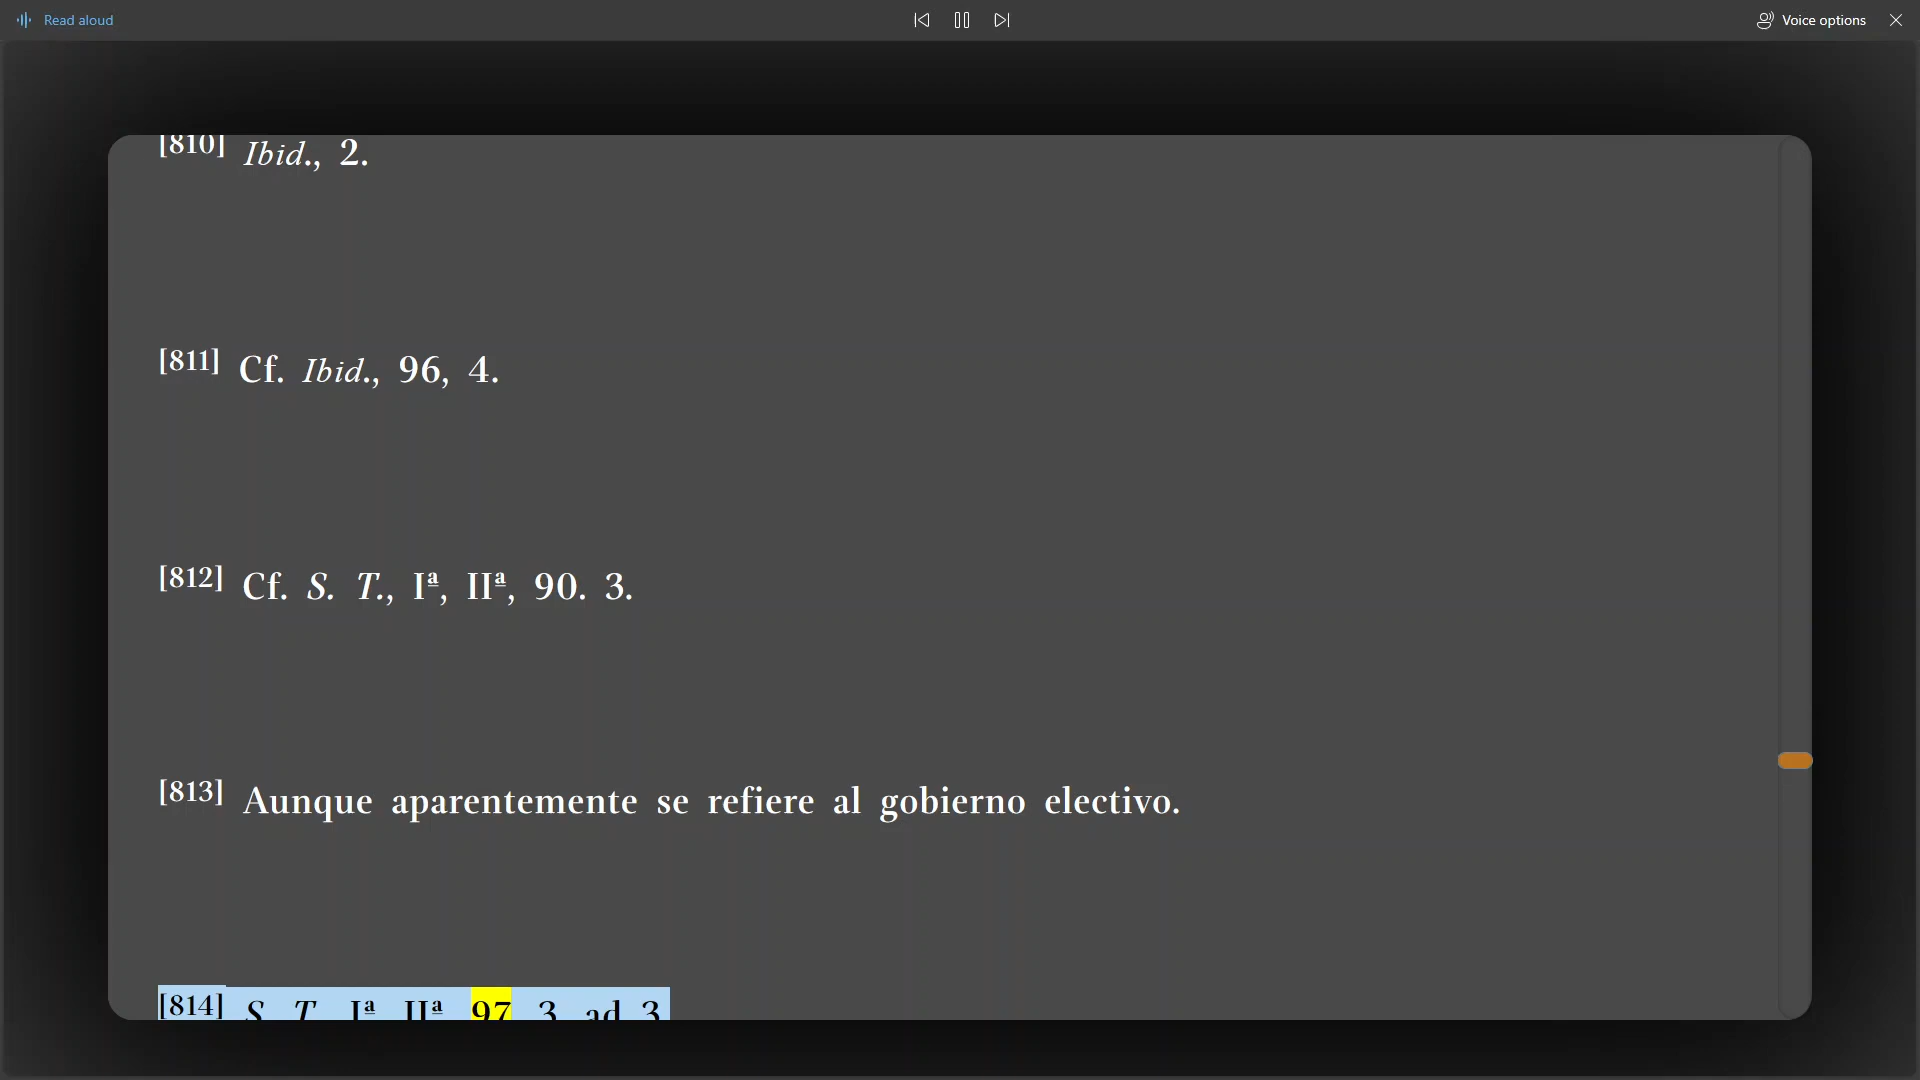 Read aloud
Voice options
[810] Ibid., 2.
[811] Cf. Ibid., 96, 4.
[812] Cf. S. T., Iª, IIª, 90. 3.
[813] Aunque aparentemente se refiere al gobierno electivo.
[814] S. T. Iª IIª 97 3 ad 3